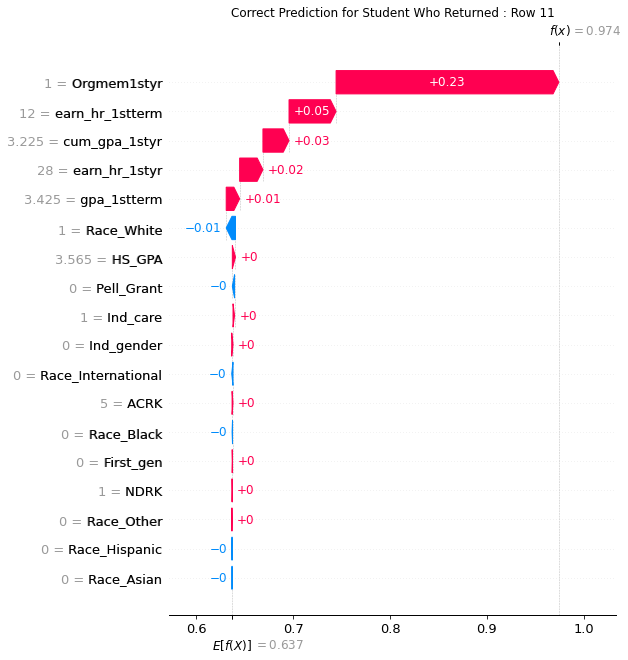 Correct Prediction for Student Who Returned : Row 11
f(x) = 0.974
1 = Orgmem1styr +0.23
12 = earn_hr_1stterm +0.05
3.225 = cum_gpa_1styr +0.03
28 = earn_hr_1styr +0.02
3.425 = gpa_1stterm +0.01
1 = Race_White −0.01
3.565 = HS_GPA +0
0 = Pell_Grant −0
1 = Ind_care +0
0 = Ind_gender +0
0 = Race_International −0
5 = ACRK +0
0 = Race_Black −0
0 = First_gen +0
1 = NDRK +0
0 = Race_Other +0
0 = Race_Hispanic −0
0 = Race_Asian −0
0.6 0.7 0.8 0.9 1.0
E[f(X)] = 0.637